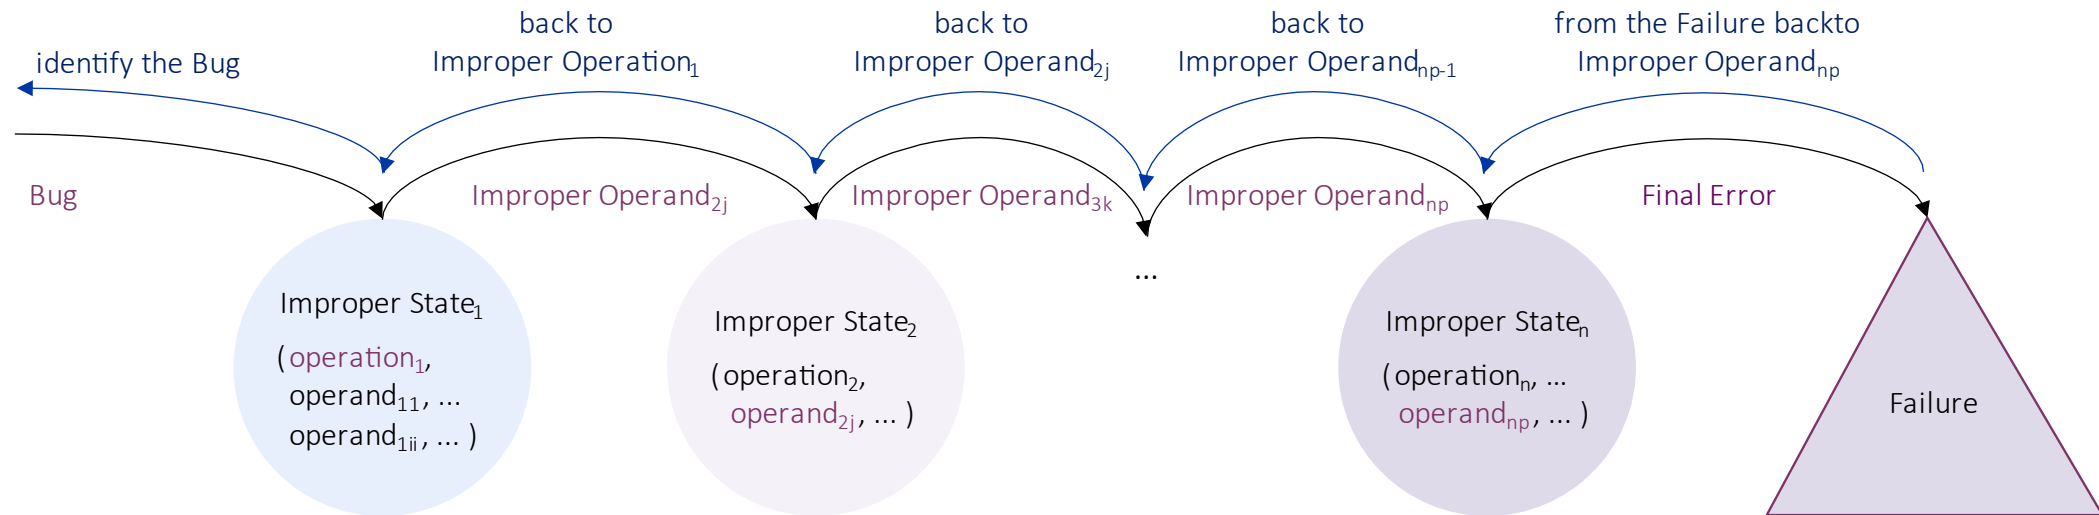 identify the Bug
back to
Improper Operation1
back to
Improper Operand2j
back to
Improper Operandnp-1
from the Failure backto
Improper Operandnp
Bug
Improper Operand2j
Improper Operand3k
Improper Operandnp
Final Error
Improper State1
(operation1,
operand11, ...
operand1ii, ... )
Improper State2
(operation2,
operand2j, ... )
...
Improper Staten
(operationn, ...
operandnp, ... )
Failure